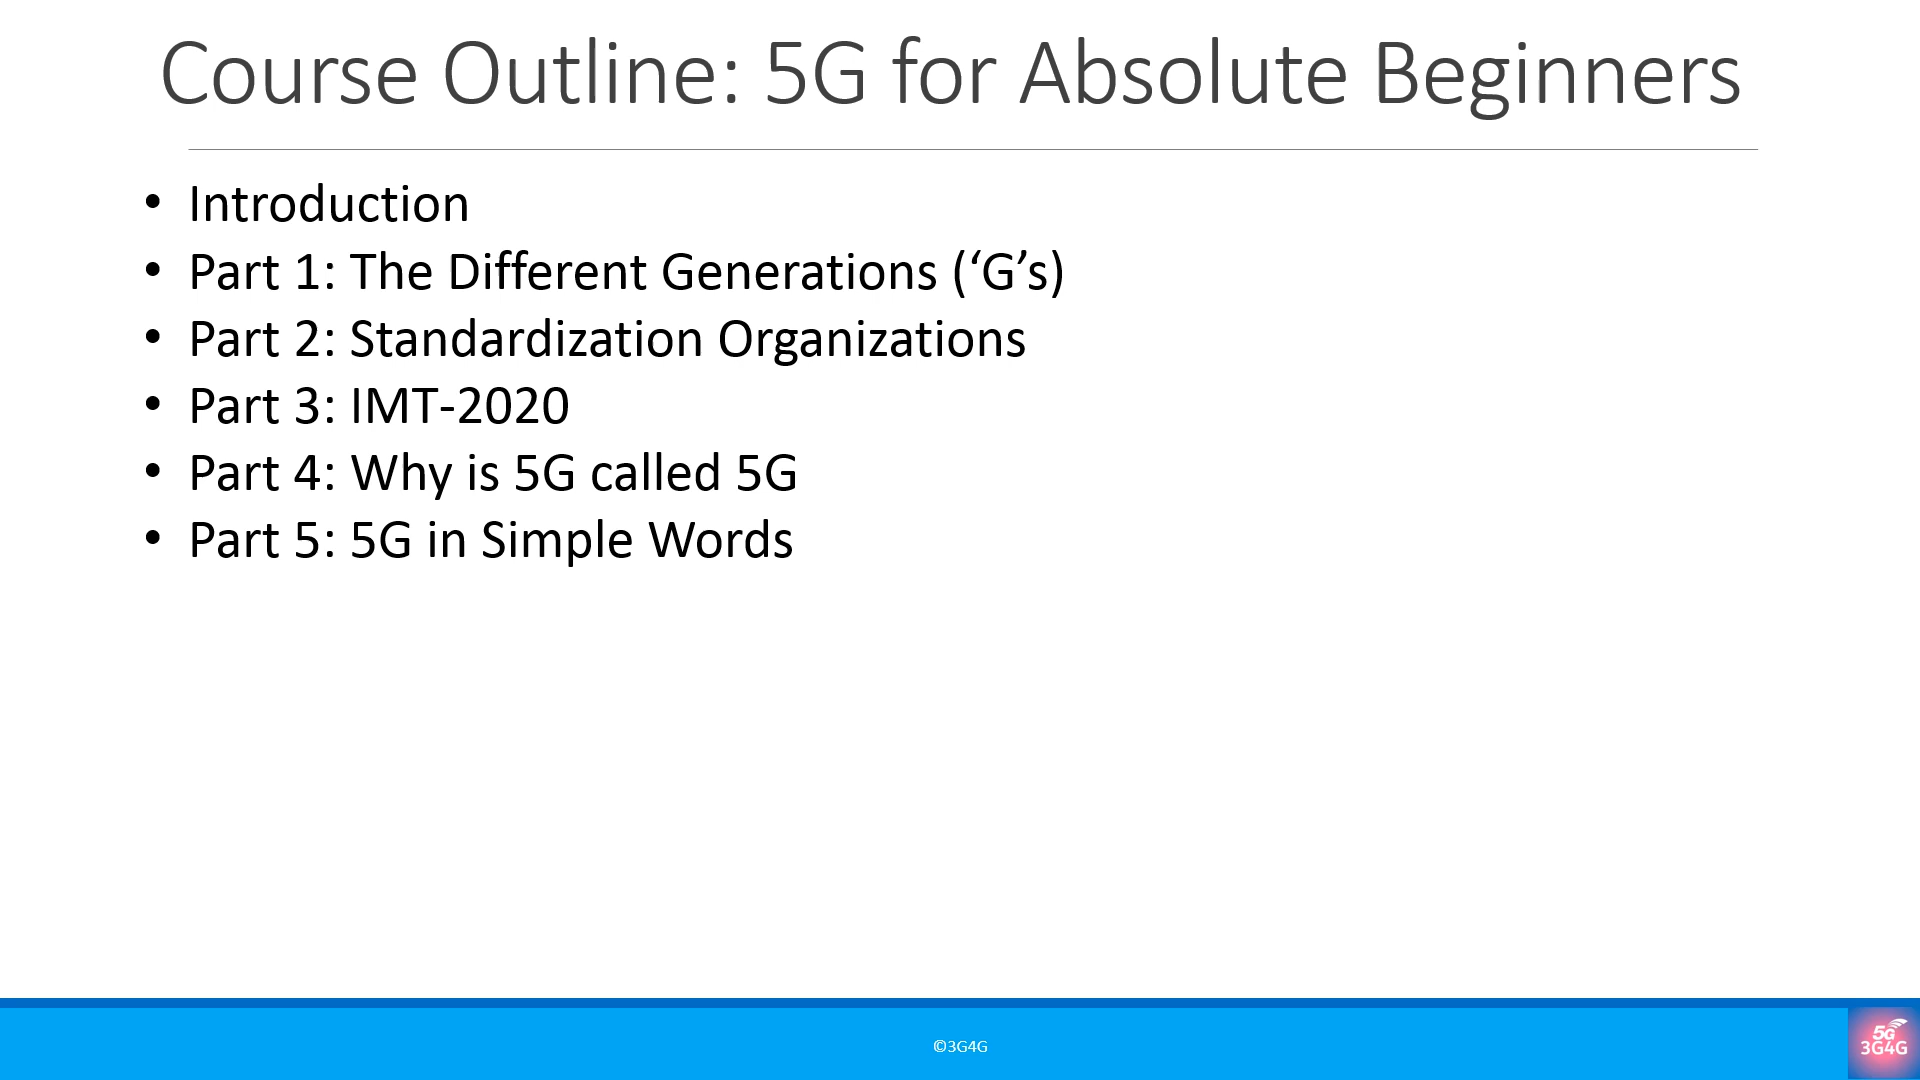 Course Outline: 5G for Absolute Beginners
• Introduction
• Part 1: The Different Generations (‘G’s)
• Part 2: Standardization Organizations
• Part 3: IMT-2020
• Part 4: Why is 5G called 5G
• Part 5: 5G in Simple Words
©3G4G
5G
3G4G